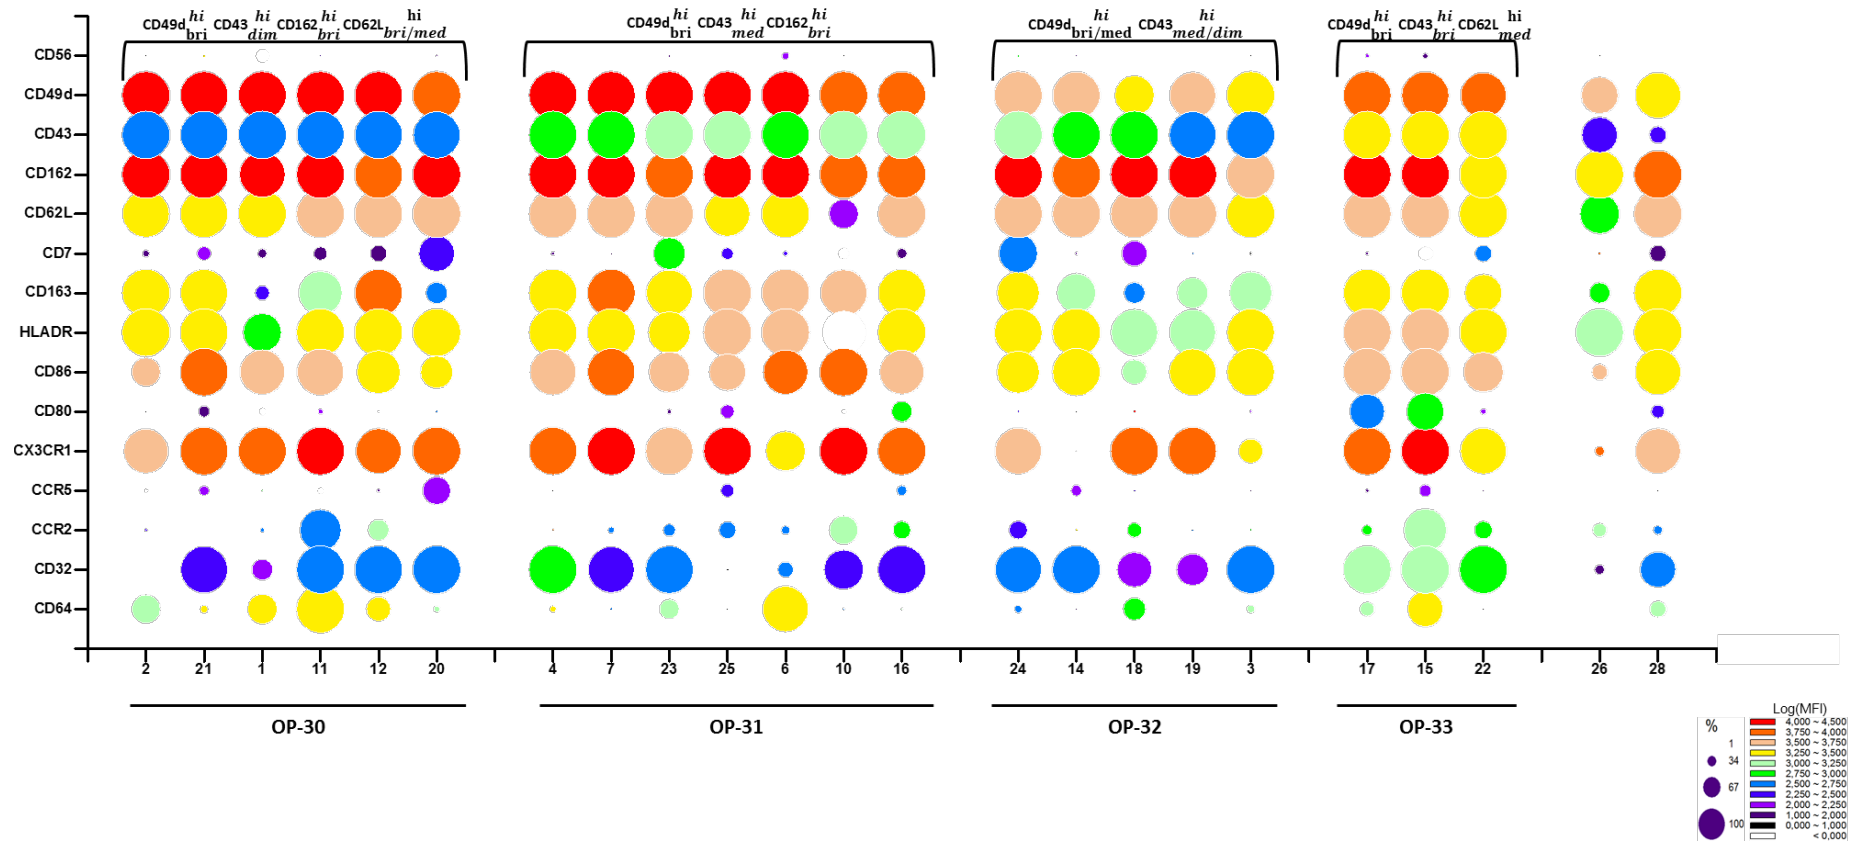 CD49d hi bri CD43 hi dim CD162 hi bri CD62L hi bri/med
CD49d hi bri CD43 hi med CD162 hi bri
CD49d hi bri/med CD43 hi med/dim
CD49d hi bri CD43 hi bri CD62L hi med
CD56
CD49d
CD43
CD162
CD62L
CD7
CD163
HLADR
CD86
CD80
CX3CR1
CCR5
CCR2
CD32
CD64
2 21 1 11 12 20 4 7 23 25 6 10 16 24 14 18 19 3 17 15 22 26 28
OP-30 OP-31 OP-32 OP-33
%
1
34
67
100
Log(MFI)
4,000 ~ 4,500
3,750 ~ 4,000
3,500 ~ 3,750
3,250 ~ 3,500
3,000 ~ 3,250
2,750 ~ 3,000
2,500 ~ 2,750
2,250 ~ 2,500
2,000 ~ 2,250
1,000 ~ 2,000
0,000 ~ 1,000
< 0,000